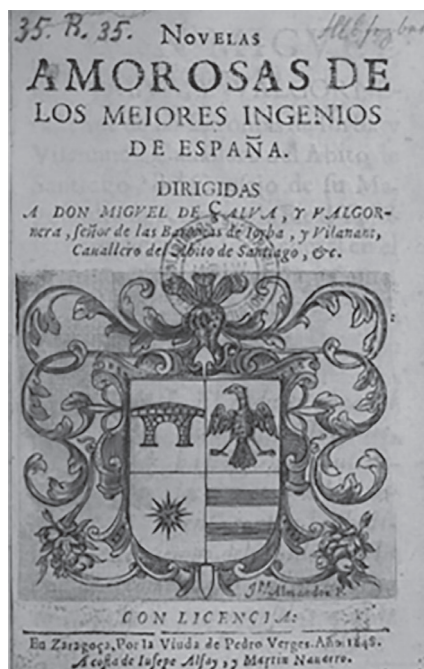 35. R. 35.
NOVELAS
AMOROSAS DE
LOS MEIORES INGENIOS
DE ESPAÑA.
DIRIGIDAS
A DON MIGVEL DE ÇALVA, Y VALGOR-
nera, señor de las Baronias de Iorba, y Vilanant,
Cauallero del Abito de Santiago, &c.
CON LICENCIA:
En Zaragoça, Por la Viuda de Pedro Verges. Año 1648.
A costa de Iusepe Alfay, y Martin Nauarro.